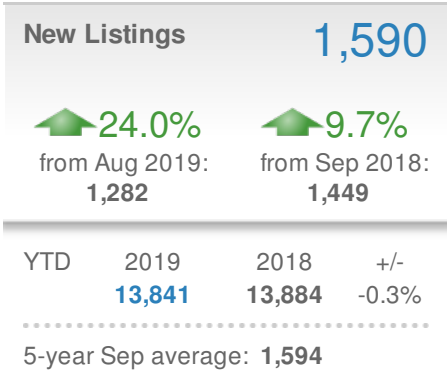 New Listings 1,590
24.0% 9.7%
from Aug 2019: from Sep 2018:
1,282 1,449
YTD 2019 2018 +/-
13,841 13,884 -0.3%
5-year Sep average: 1,594